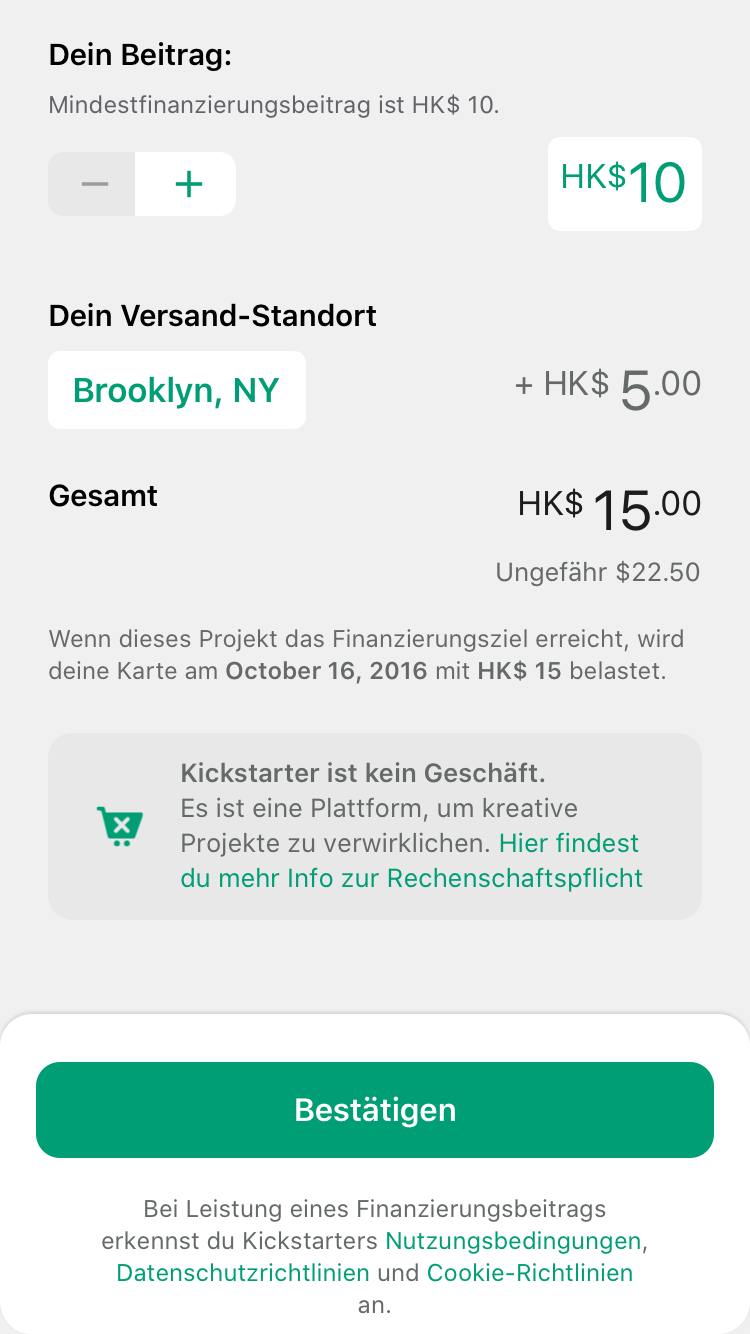 Dein Beitrag:
Mindestfinanzierungsbeitrag ist HK$ 10.
− +
HK$10
Dein Versand-Standort
Brooklyn, NY
+ HK$ 5.00
Gesamt
HK$ 15.00
Ungefähr $22.50
Wenn dieses Projekt das Finanzierungsziel erreicht, wird
deine Karte am October 16, 2016 mit HK$ 15 belastet.
Kickstarter ist kein Geschäft.
Es ist eine Plattform, um kreative
Projekte zu verwirklichen. Hier findest
du mehr Info zur Rechenschaftspflicht
Bestätigen
Bei Leistung eines Finanzierungsbeitrags
erkennst du Kickstarters Nutzungsbedingungen,
Datenschutzrichtlinien und Cookie-Richtlinien
an.